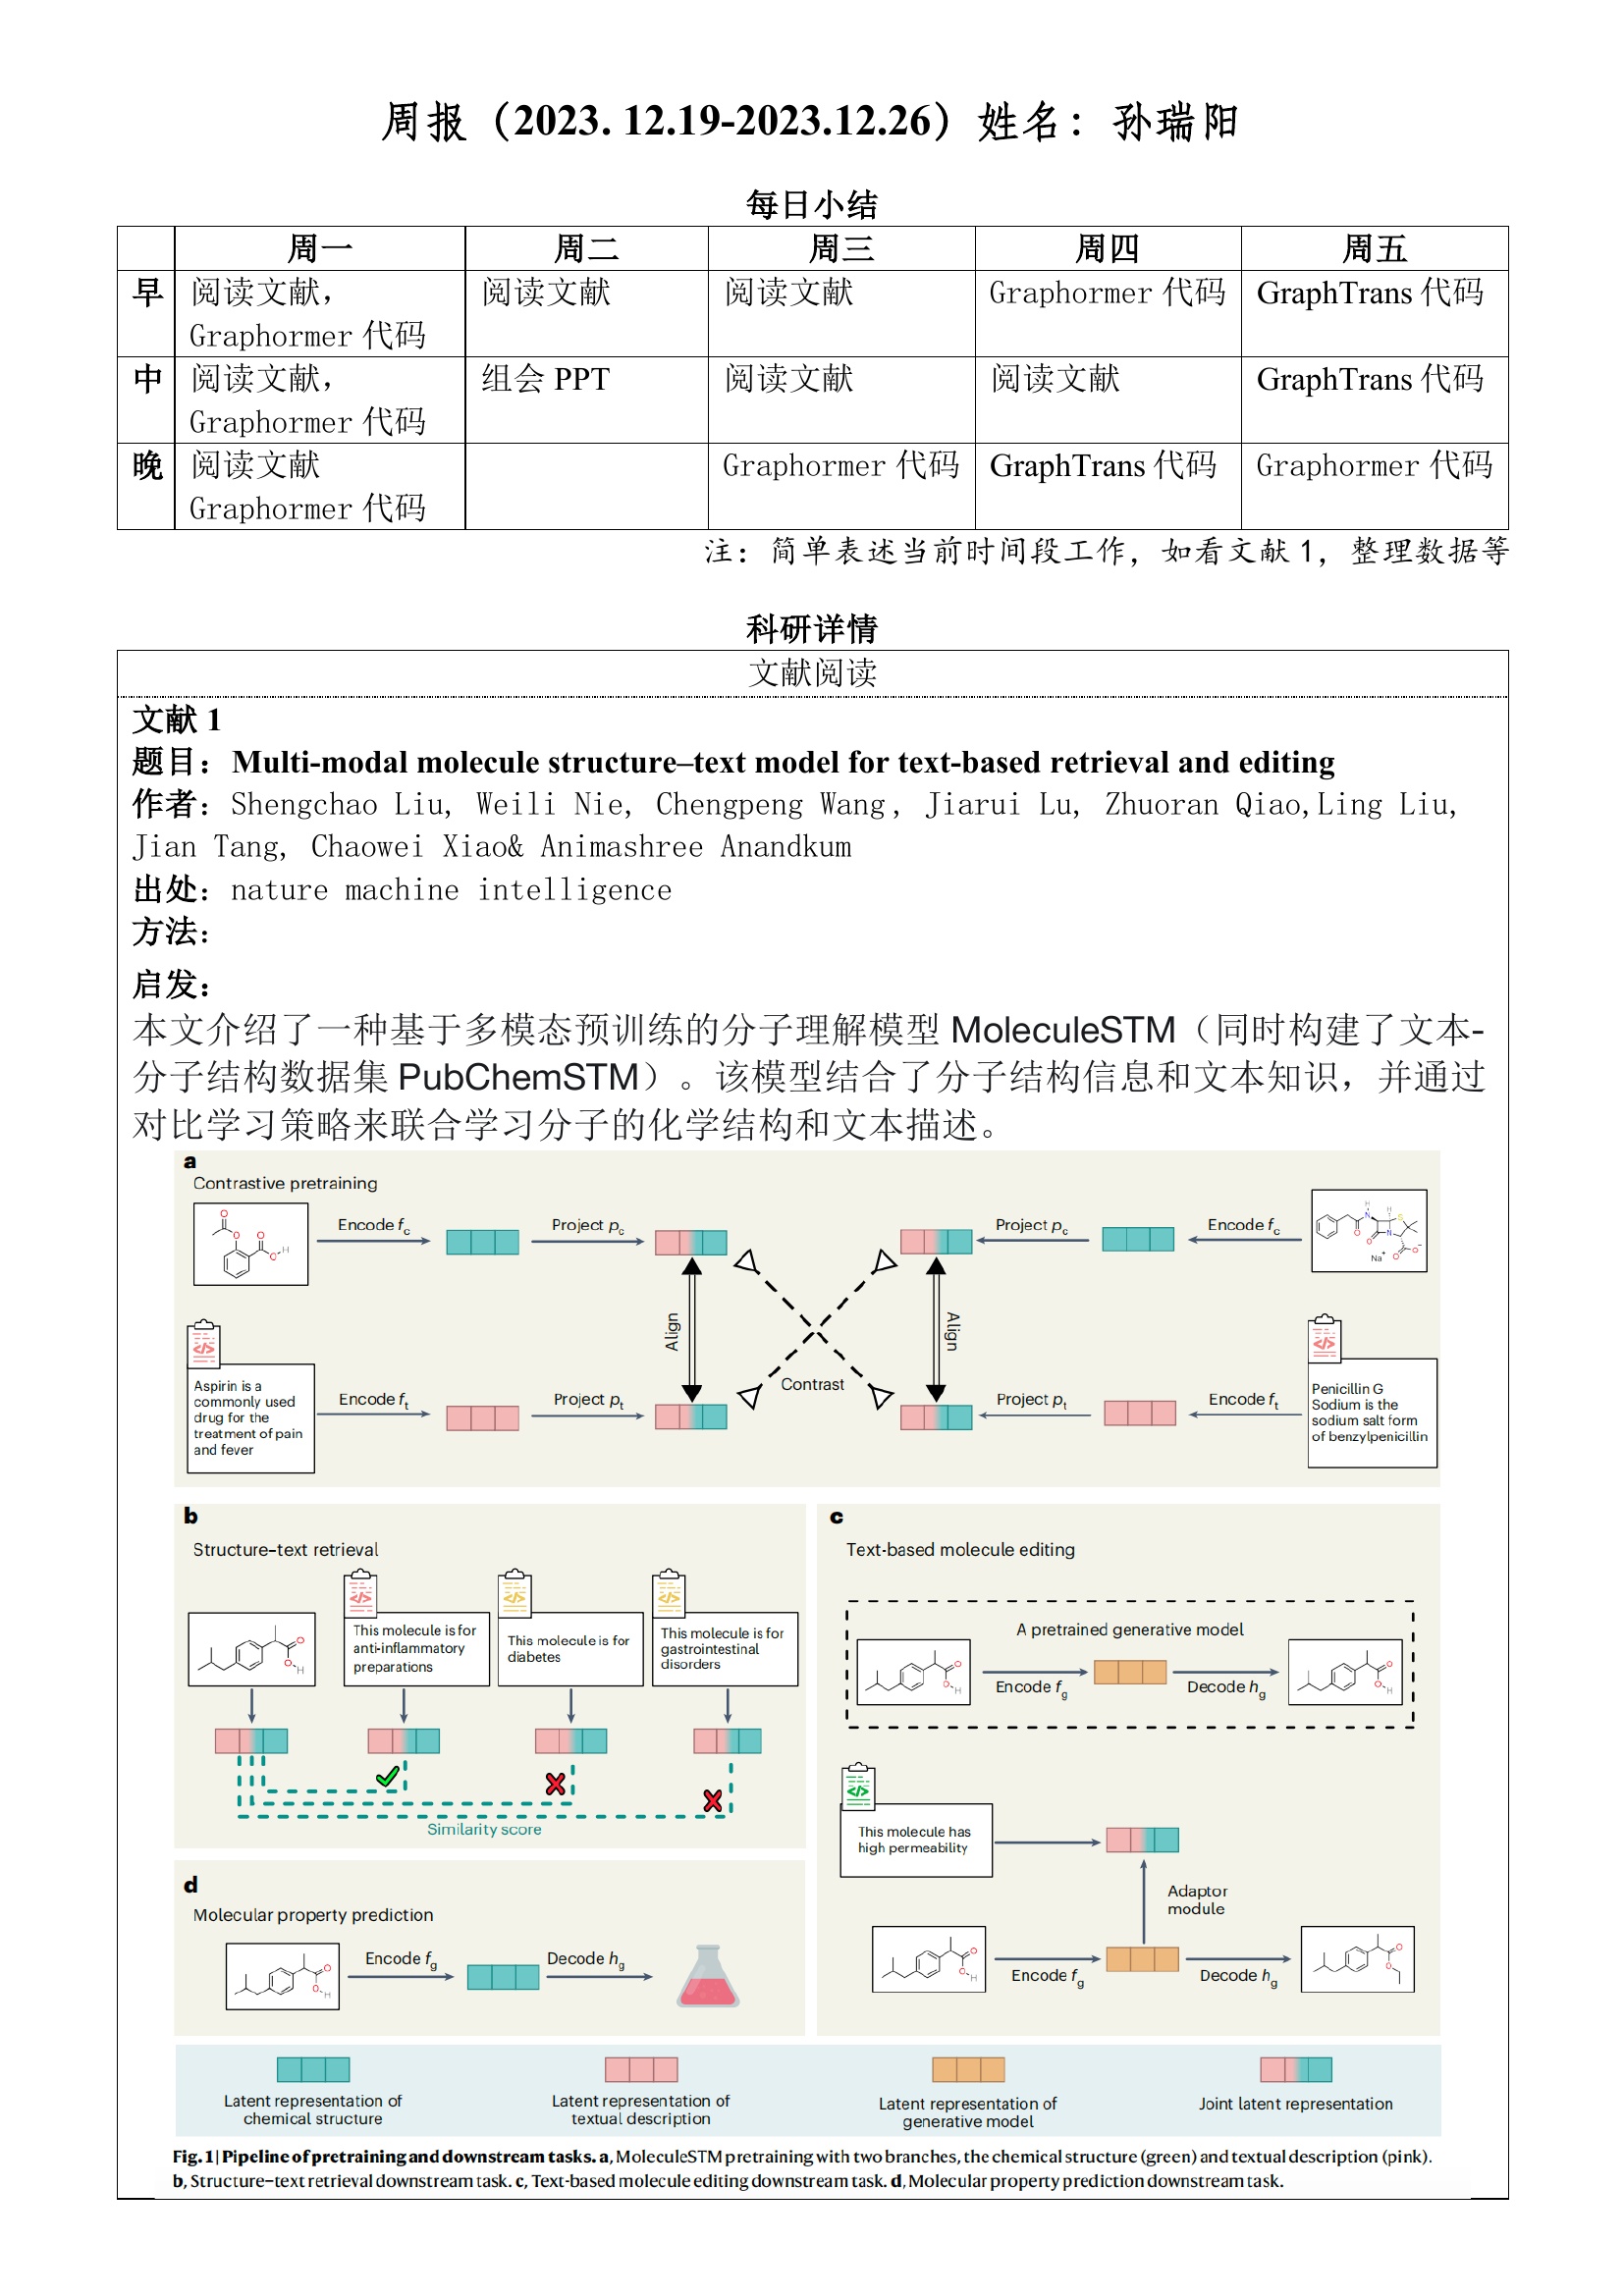 周报（2023. 12.19-2023.12.26）姓名：孙瑞阳
每日小结
周一 周二 周三 周四 周五
早 阅读文献， 阅读文献 阅读文献 Graphormer 代码 GraphTrans 代码
Graphormer 代码
中 阅读文献， 组会 PPT 阅读文献 阅读文献 GraphTrans 代码
Graphormer 代码
晚 阅读文献 Graphormer 代码 GraphTrans 代码 Graphormer 代码
Graphormer 代码
注：简单表述当前时间段工作，如看文献 1，整理数据等
科研详情
文献阅读
文献 1
题目：Multi-modal molecule structure–text model for text-based retrieval and editing
作者：Shengchao Liu, Weili Nie, Chengpeng Wang, Jiarui Lu, Zhuoran Qiao,Ling Liu,
Jian Tang, Chaowei Xiao& Animashree Anandkum
出处：nature machine intelligence
方法：
启发：
本文介绍了一种基于多模态预训练的分子理解模型 MoleculeSTM（同时构建了文本-
分子结构数据集 PubChemSTM）。该模型结合了分子结构信息和文本知识，并通过
对比学习策略来联合学习分子的化学结构和文本描述。
a
Contrastive pretraining
Encode fc Project pc Project pc Encode fc
O O O O H
H H N S O N O O O− Na+
Align Align
Contrast
Aspirin is a
commonly used
drug for the
treatment of pain
and fever
Encode ft Project pt Project pt Encode ft
Penicillin G
Sodium is the
sodium salt form
of benzylpenicillin
b
Structure–text retrieval
O O H
This molecule is for
anti-inflammatory
preparations
This molecule is for
diabetes
This molecule is for
gastrointestinal
disorders
Similarity score
c
Text-based molecule editing
A pretrained generative model
O O H Encode fg Decode hg O O H
This molecule has
high permeability
Adaptor
module
O O H Encode fg Decode hg O O
d
Molecular property prediction
O O H Encode fg Decode hg
Latent representation of
chemical structure
Latent representation of
textual description
Latent representation of
generative model
Joint latent representation
Fig. 1 | Pipeline of pretraining and downstream tasks. a, MoleculeSTM pretraining with two branches, the chemical structure (green) and textual description (pink).
b, Structure–text retrieval downstream task. c, Text-based molecule editing downstream task. d, Molecular property prediction downstream task.